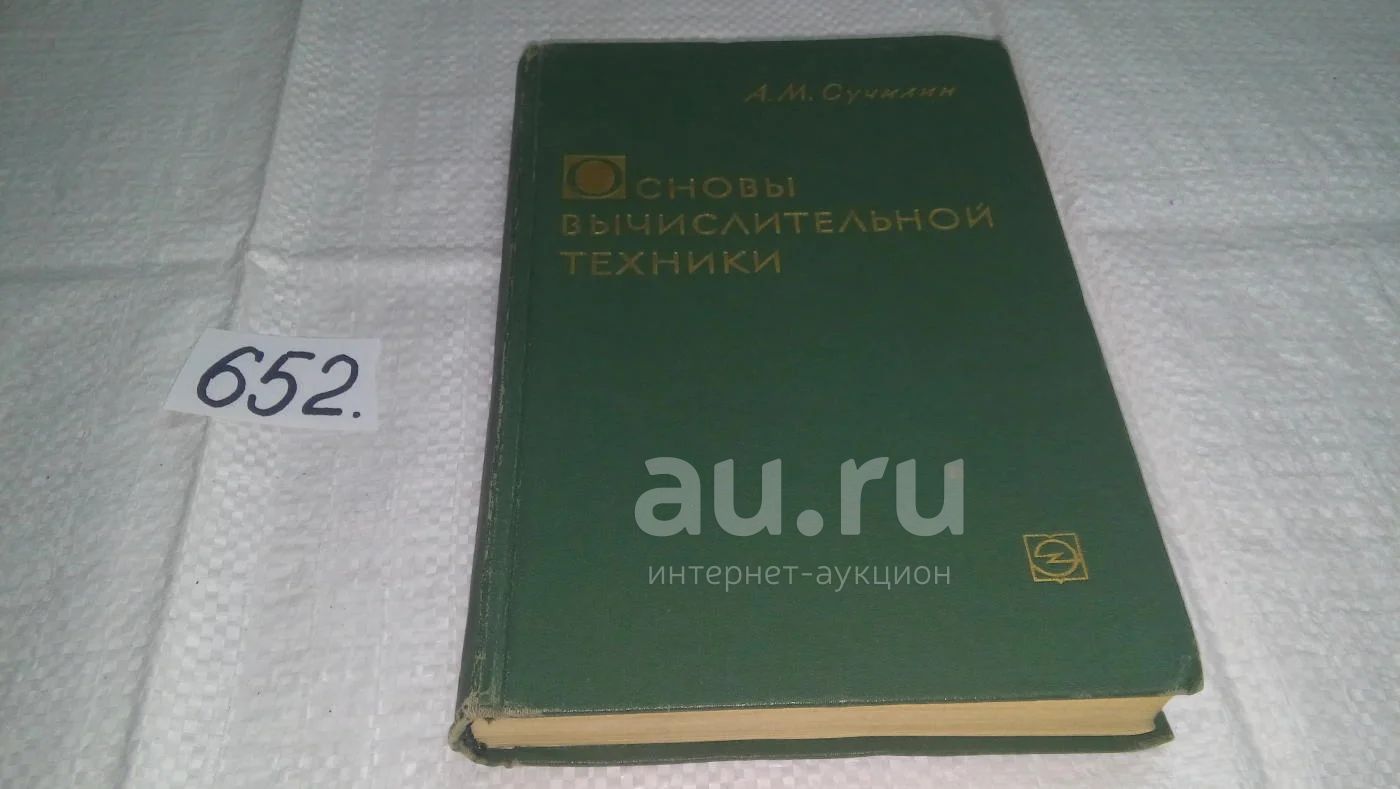 А. М. Сучилин
ОСНОВЫ
ВЫЧИСЛИТЕЛЬНОЙ
ТЕХНИКИ
652.
au.ru
интернет-аукцион